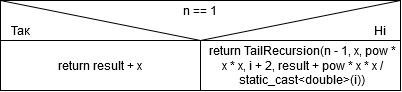 n == 1
Так
Ні
return result + x
return TailRecursion(n - 1, x, pow *
x * x, i + 2, result + pow * x * x /
static_cast<double>(i))